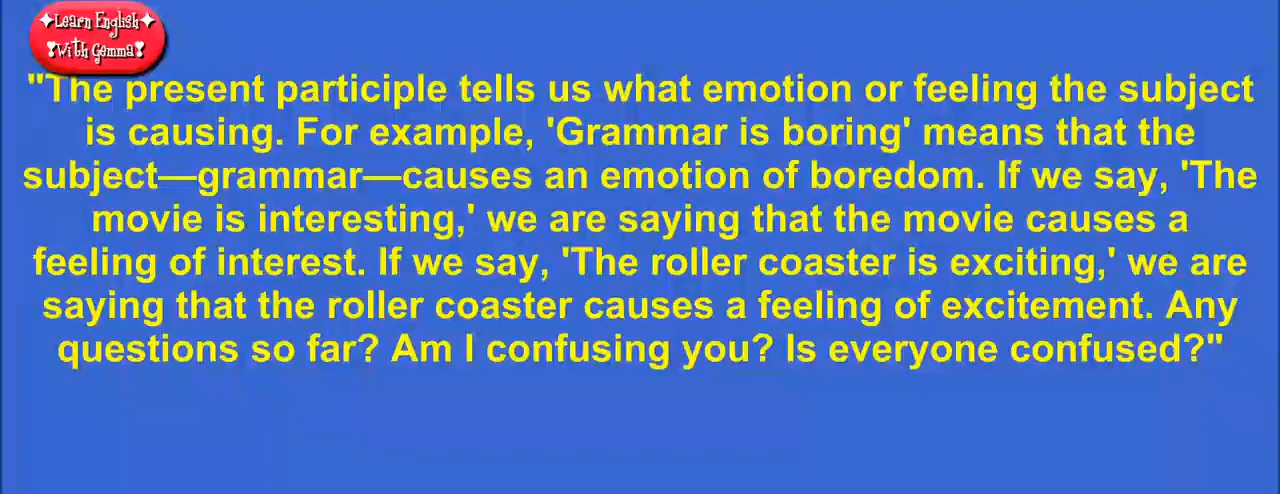 ✦Learn English✦
❢With Gemma❢
"The present participle tells us what emotion or feeling the subject
is causing. For example, 'Grammar is boring' means that the
subject—grammar—causes an emotion of boredom. If we say, 'The
movie is interesting,' we are saying that the movie causes a
feeling of interest. If we say, 'The roller coaster is exciting,' we are
saying that the roller coaster causes a feeling of excitement. Any
questions so far? Am I confusing you? Is everyone confused?"